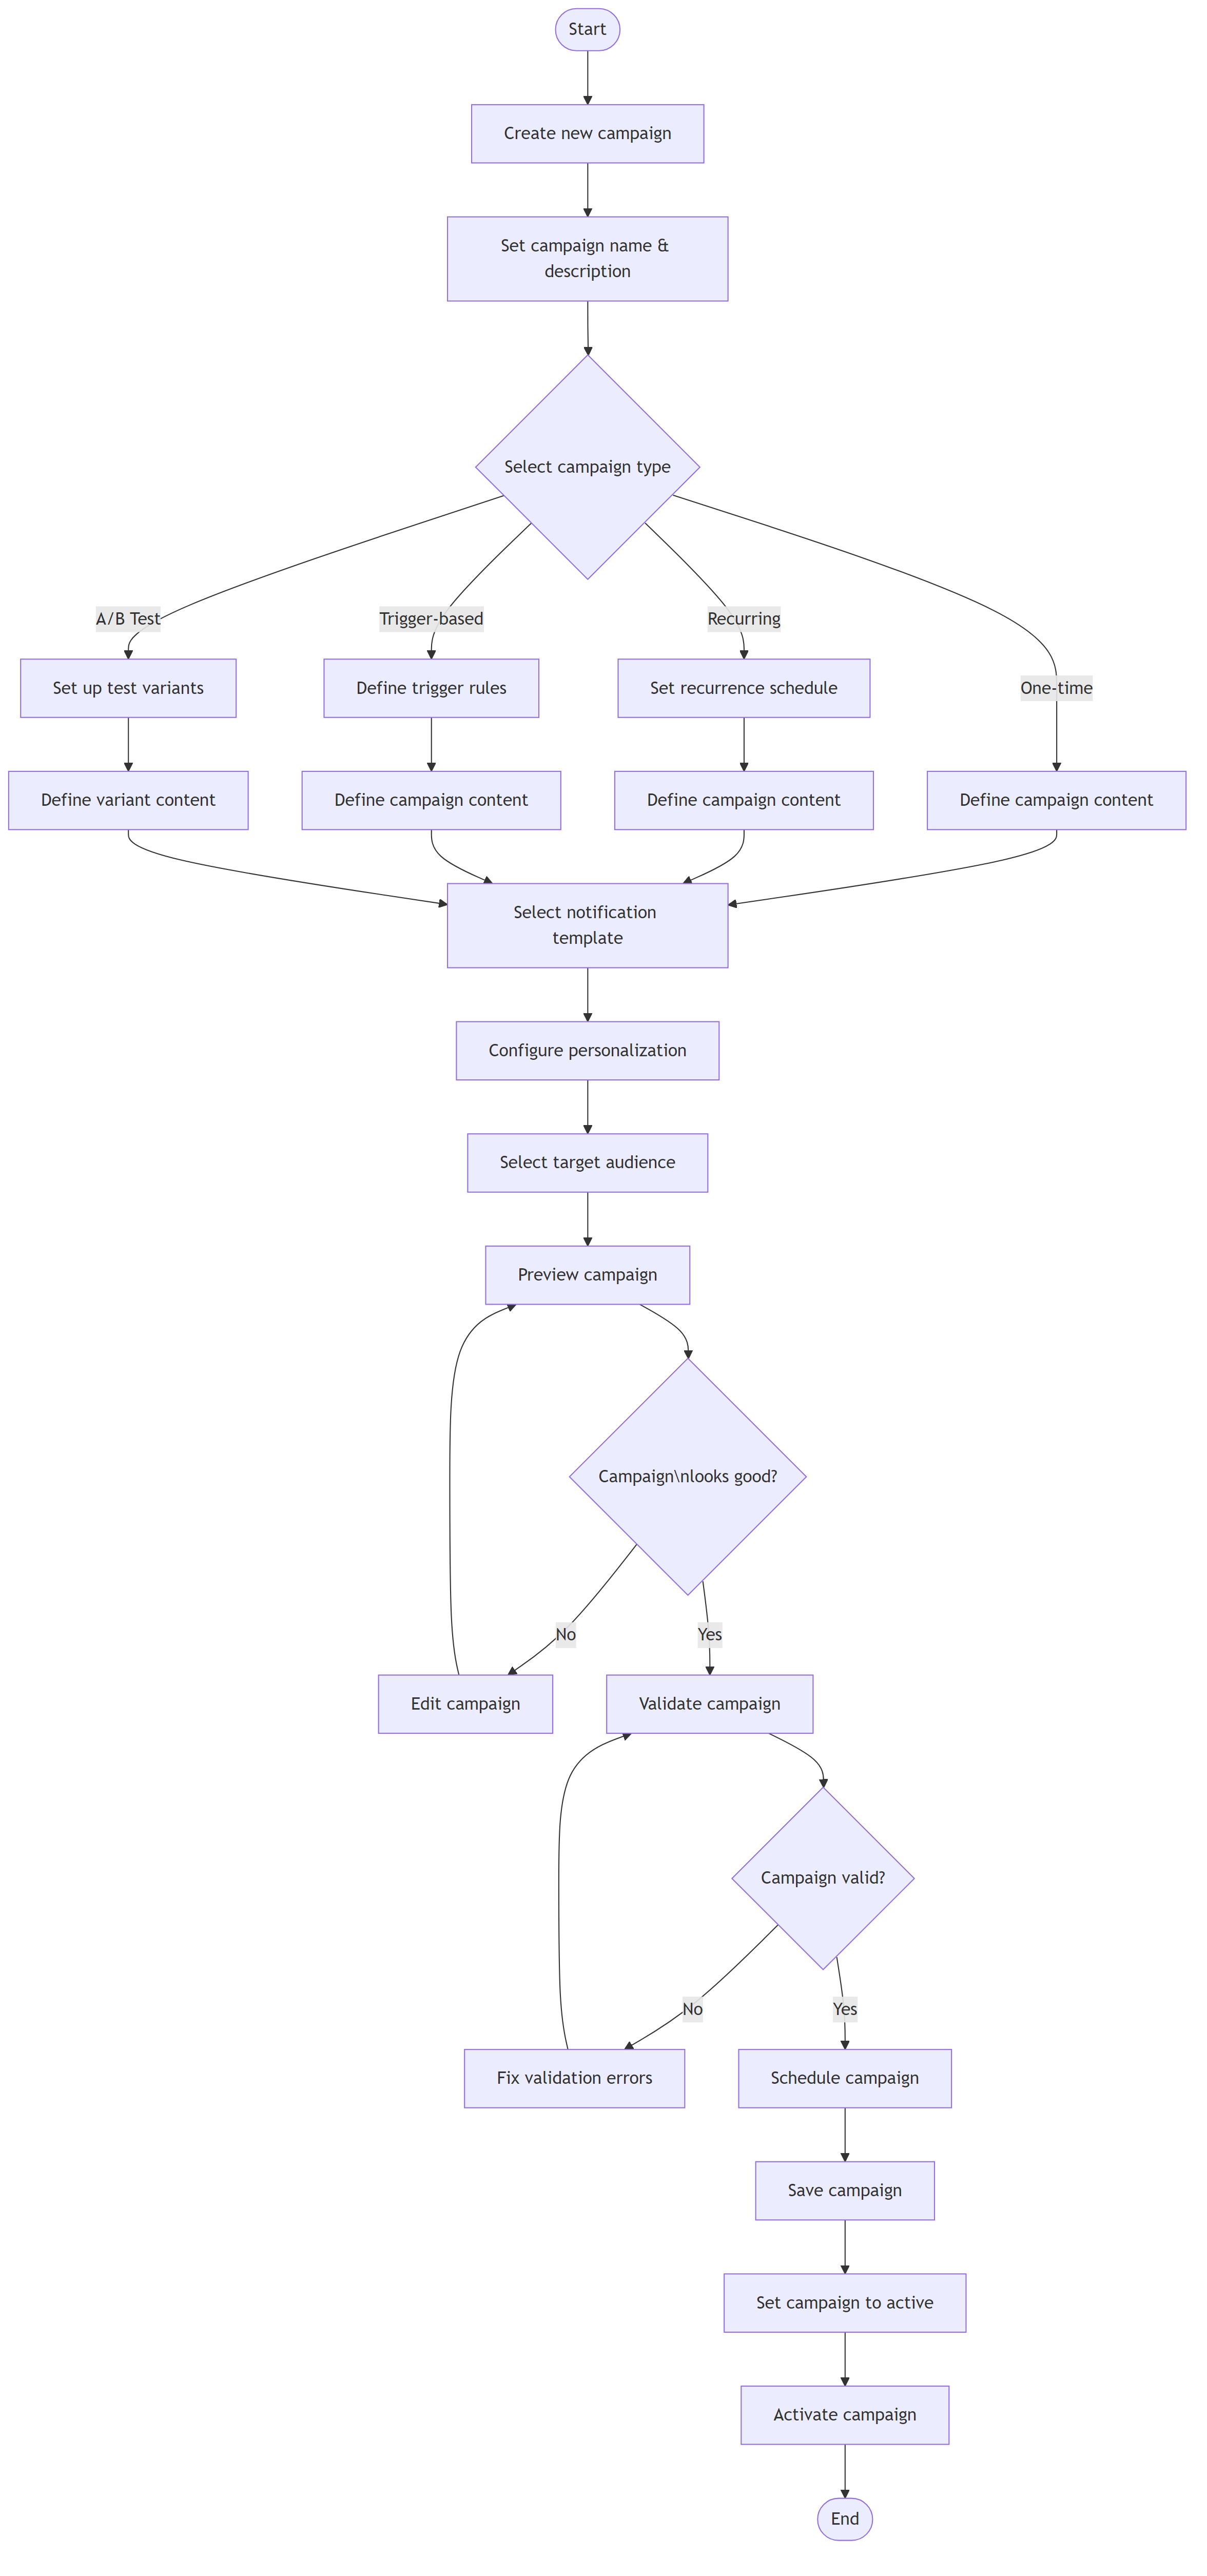 Start
Create new campaign
Set campaign name &
description
Select campaign type
A/B Test
Trigger-based
Recurring
One-time
Set up test variants
Define trigger rules
Set recurrence schedule
Define variant content
Define campaign content
Define campaign content
Define campaign content
Select notification
template
Configure personalization
Select target audience
Preview campaign
Campaign\nlooks good?
No
Yes
Edit campaign
Validate campaign
Campaign valid?
No
Yes
Fix validation errors
Schedule campaign
Save campaign
Set campaign to active
Activate campaign
End